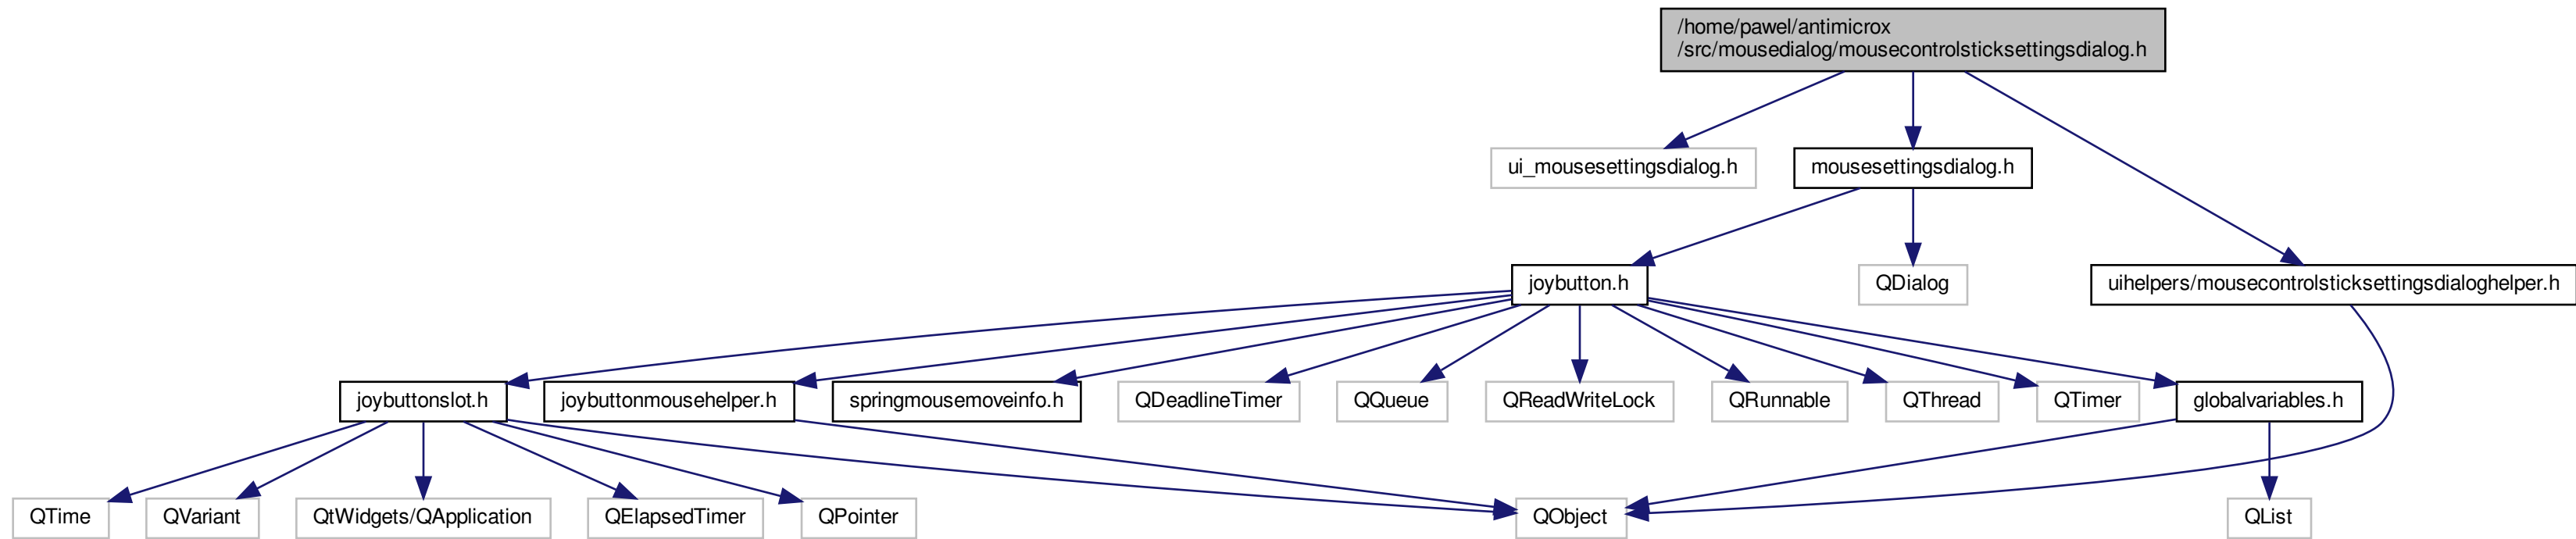 /home/pawel/antimicrox
/src/mousedialog/mousecontrolsticksettingsdialog.h
ui_mousesettingsdialog.h
mousesettingsdialog.h
joybutton.h
QDialog
uihelpers/mousecontrolsticksettingsdialoghelper.h
joybuttonslot.h
joybuttonmousehelper.h
springmousemoveinfo.h
QDeadlineTimer
QQueue
QReadWriteLock
QRunnable
QThread
QTimer
globalvariables.h
QTime
QVariant
QtWidgets/QApplication
QElapsedTimer
QPointer
QObject
QList